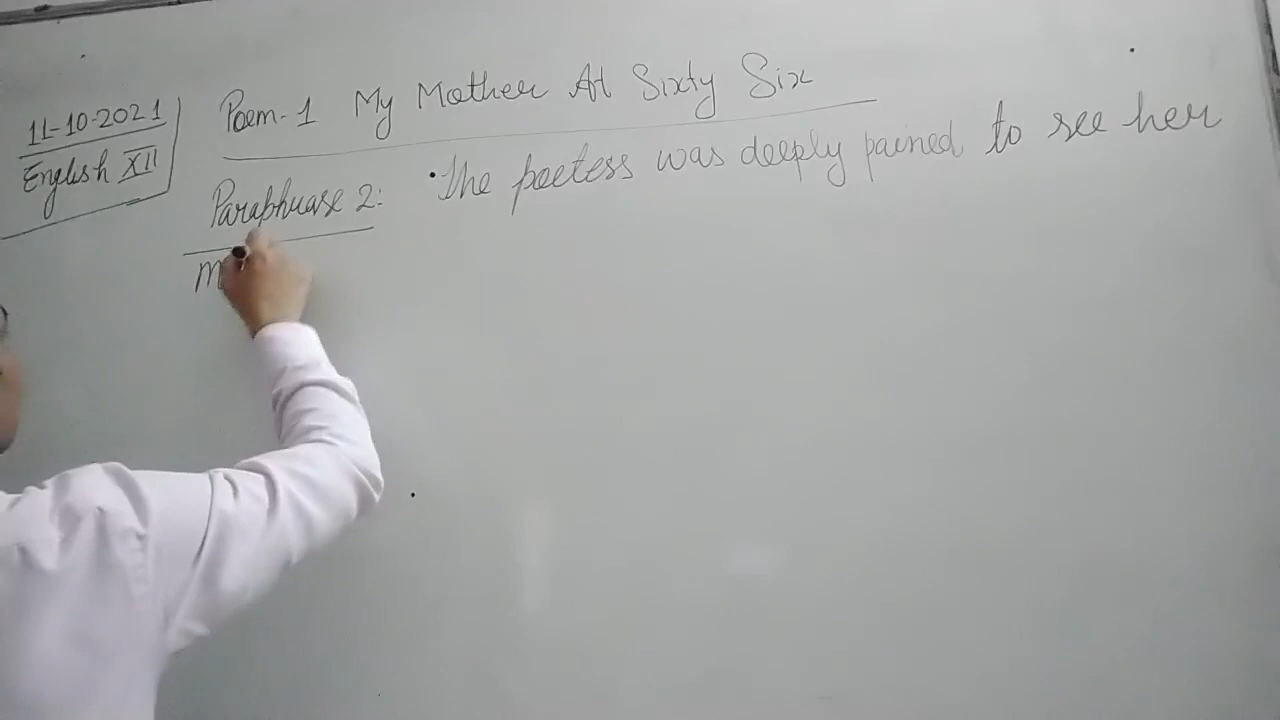 11-10-2021
English XII
Poem-1 My Mother At Sixty Six
Paraphrase 2: • The poetess was deeply pained to see her
m